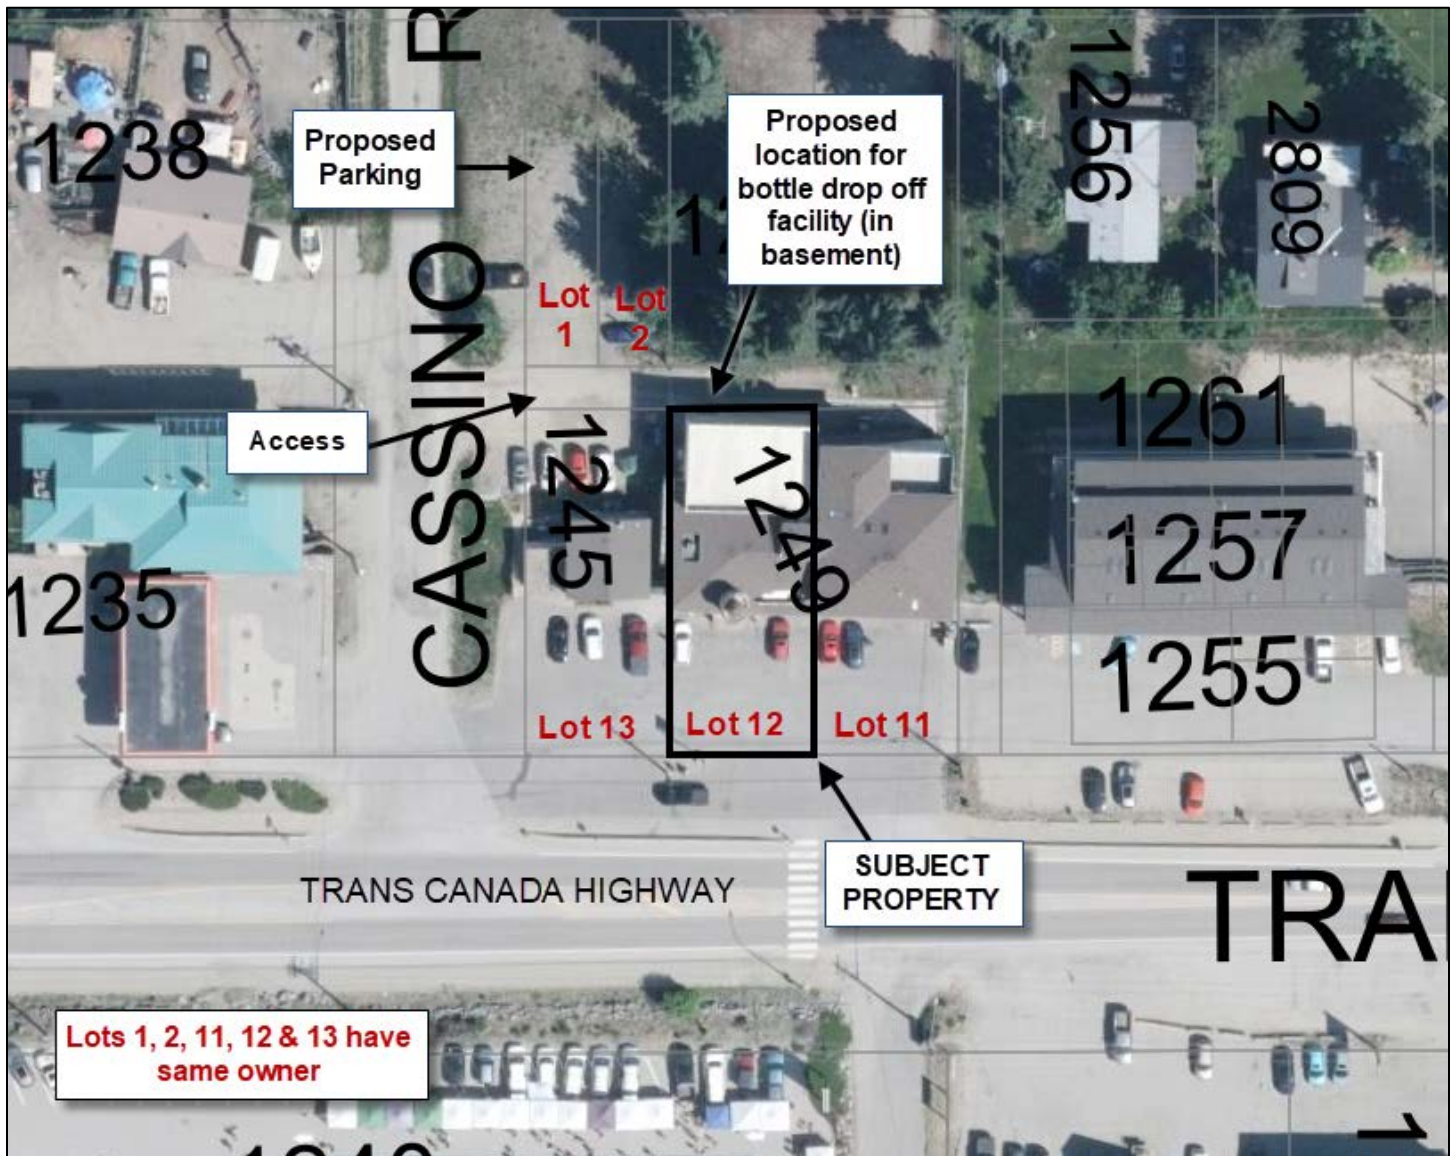 R
Proposed
Parking
Proposed
location for
bottle drop off
facility (in
basement)
1238
1256
2809
Lot
1
Lot
2
CASSINO
Access
1245
1249
1261
1257
1255
1235
Lot 13
Lot 12
Lot 11
SUBJECT
PROPERTY
TRANS CANADA HIGHWAY
TRA
Lots 1, 2, 11, 12 & 13 have
same owner
1